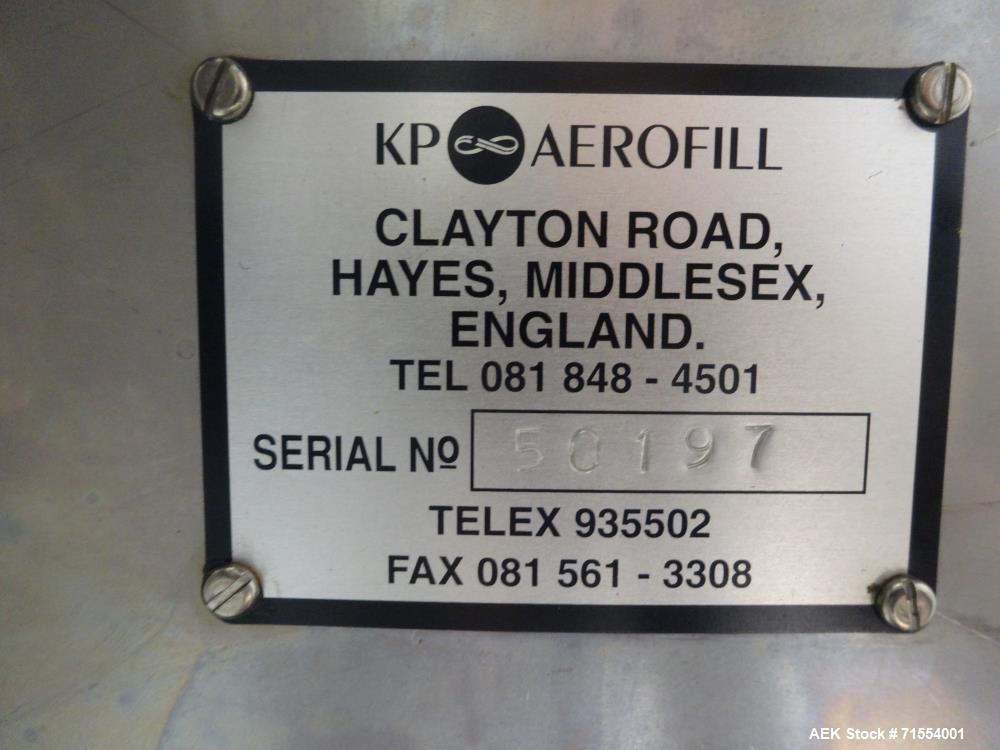 KP AEROFILL
CLAYTON ROAD,
HAYES, MIDDLESEX,
ENGLAND.
TEL 081 848 - 4501
SERIAL Nº 50197
TELEX 935502
FAX 081 561 - 3308
AEK Stock # 71554001